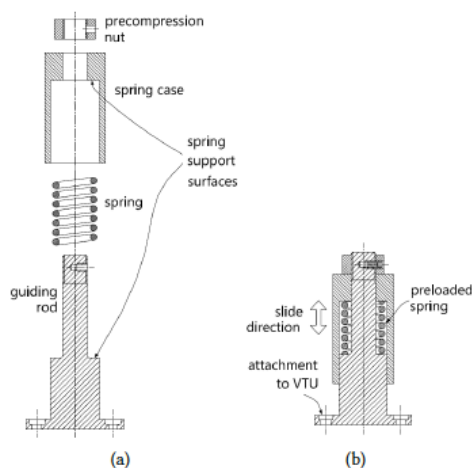 precompression
nut
spring case
spring
support
surfaces
spring
guiding
rod
slide
direction
preloaded
spring
attachment
to VTU
(a)
(b)